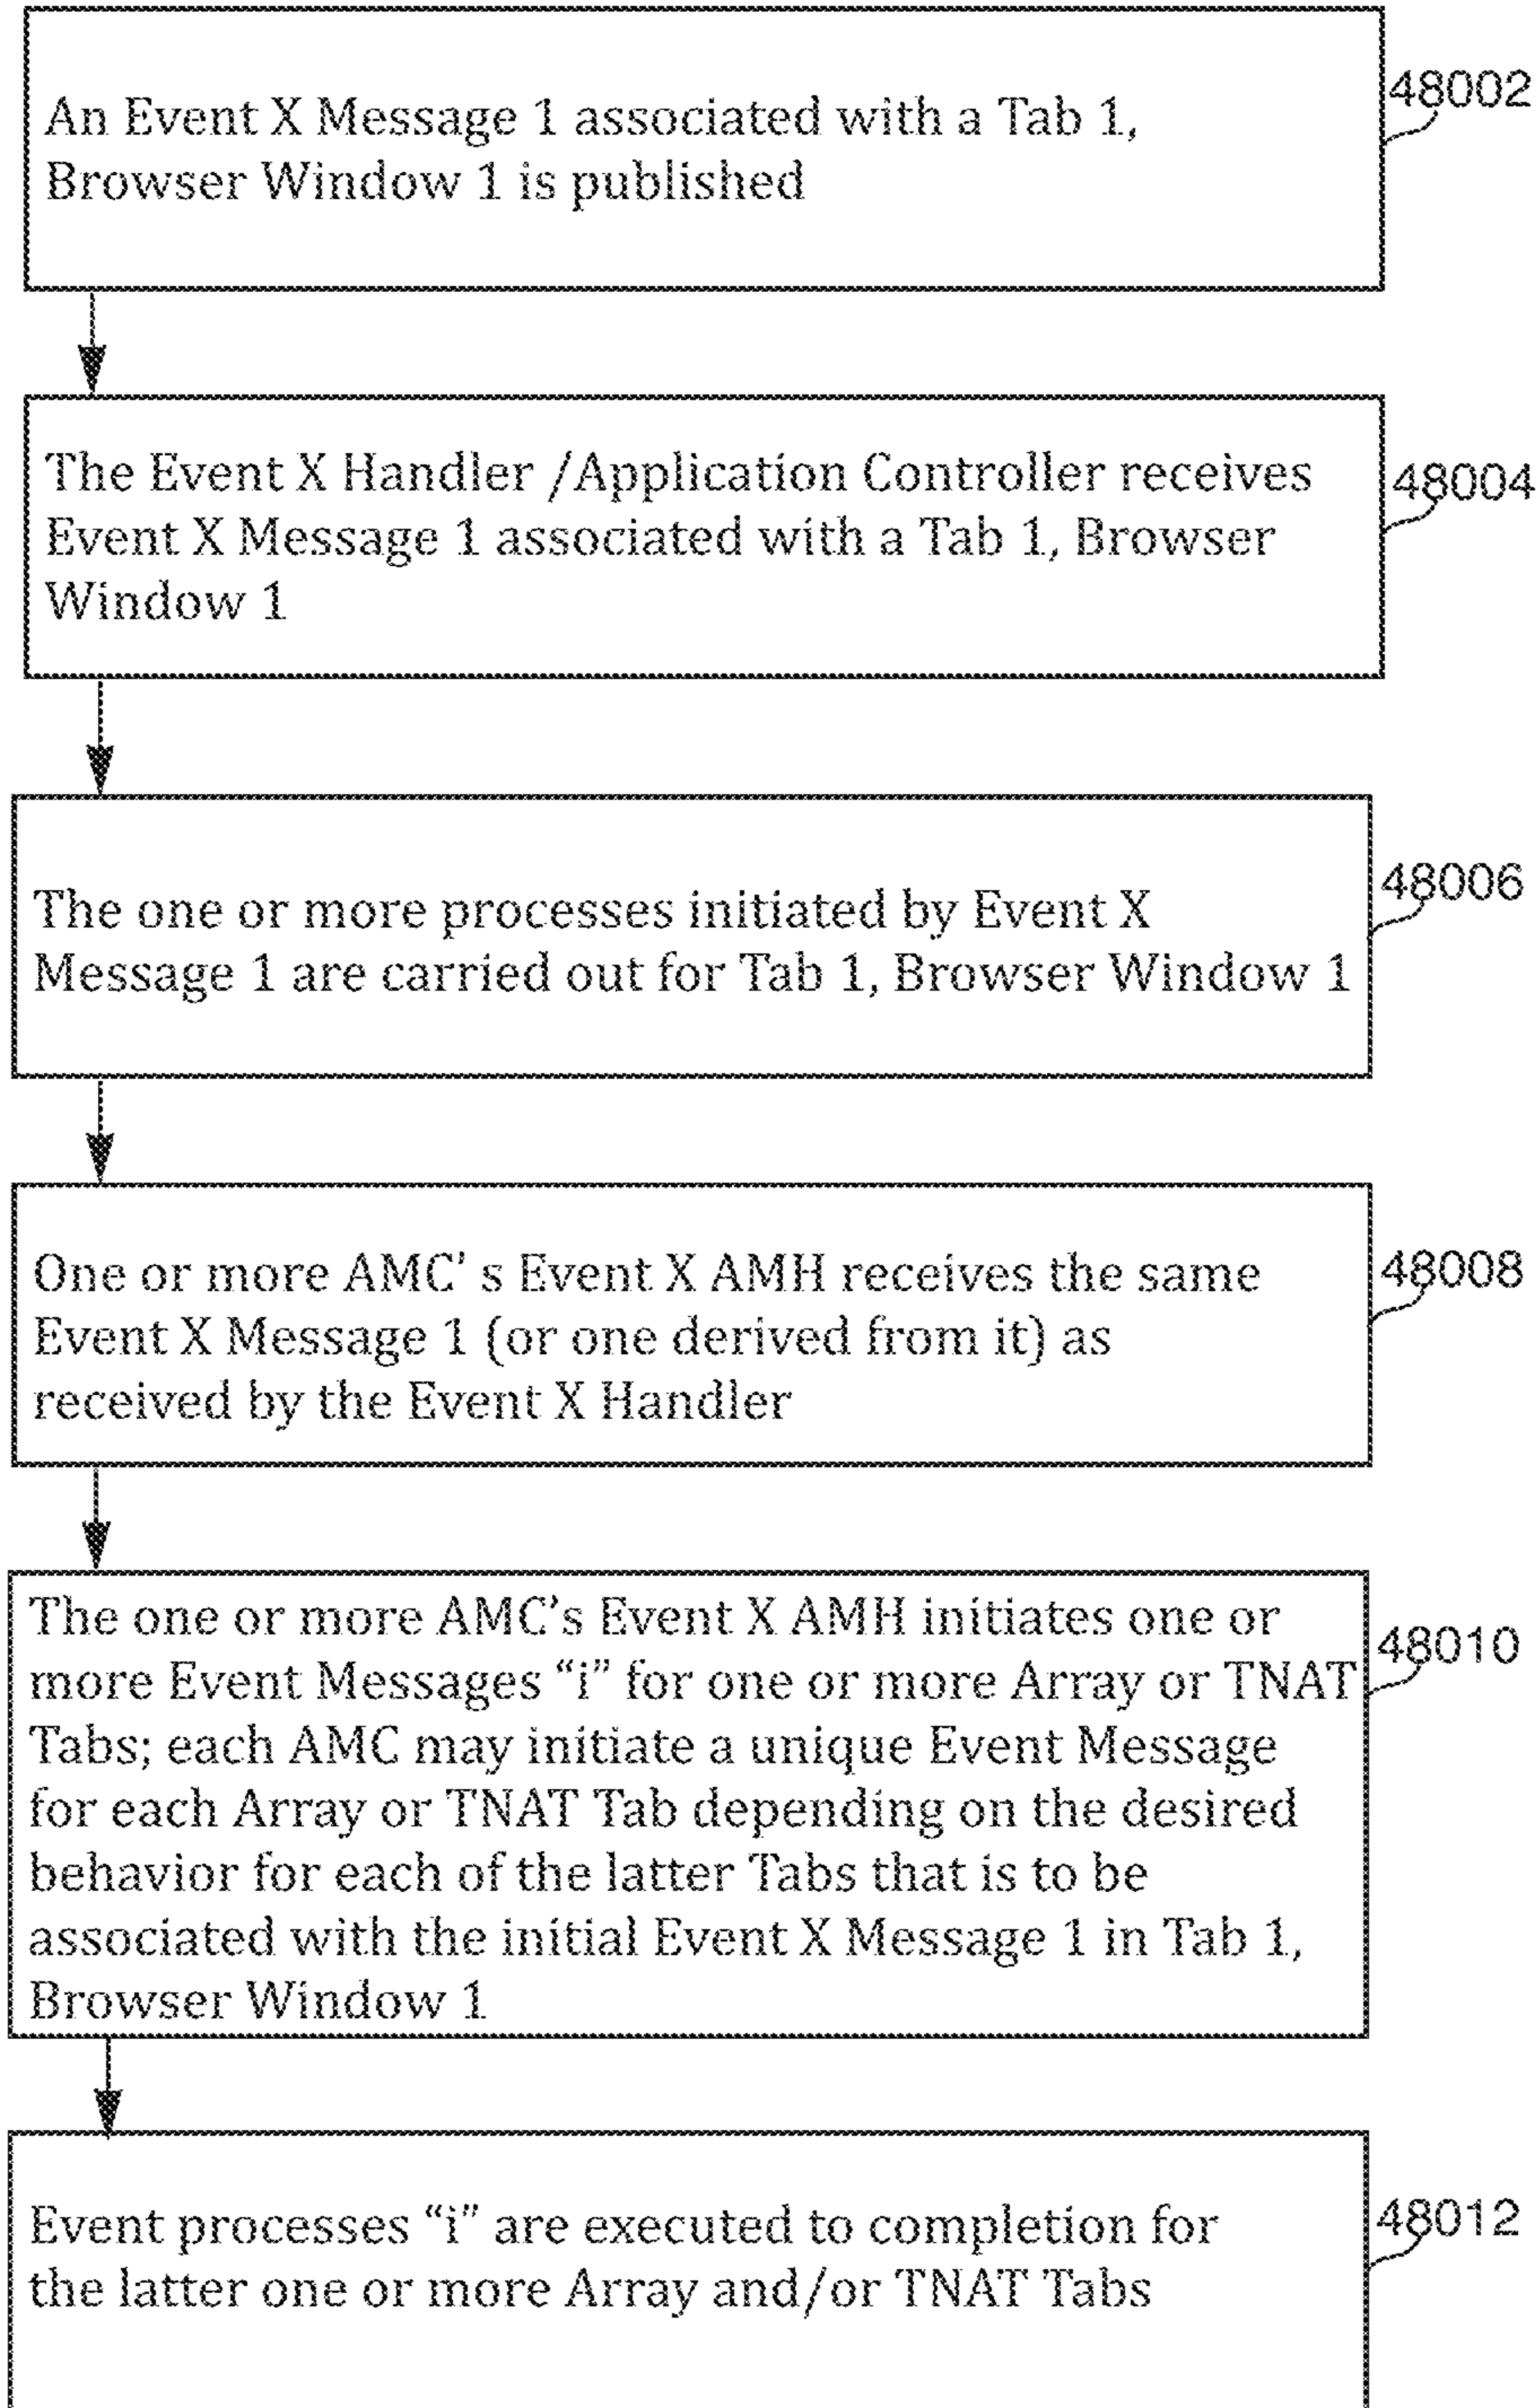 An Event X Message 1 associated with a Tab 1,
Browser Window 1 is published
48002
The Event X Handler /Application Controller receives
Event X Message 1 associated with a Tab 1, Browser
Window 1
48004
The one or more processes initiated by Event X
Message 1 are carried out for Tab 1, Browser Window 1
48006
One or more AMC' s Event X AMH receives the same
Event X Message 1 (or one derived from it) as
received by the Event X Handler
48008
The one or more AMC’s Event X AMH initiates one or
more Event Messages “i” for one or more Array or TNAT
Tabs; each AMC may initiate a unique Event Message
for each Array or TNAT Tab depending on the desired
behavior for each of the latter Tabs that is to be
associated with the initial Event X Message 1 in Tab 1,
Browser Window 1
48010
Event processes “i” are executed to completion for
the latter one or more Array and/or TNAT Tabs
48012